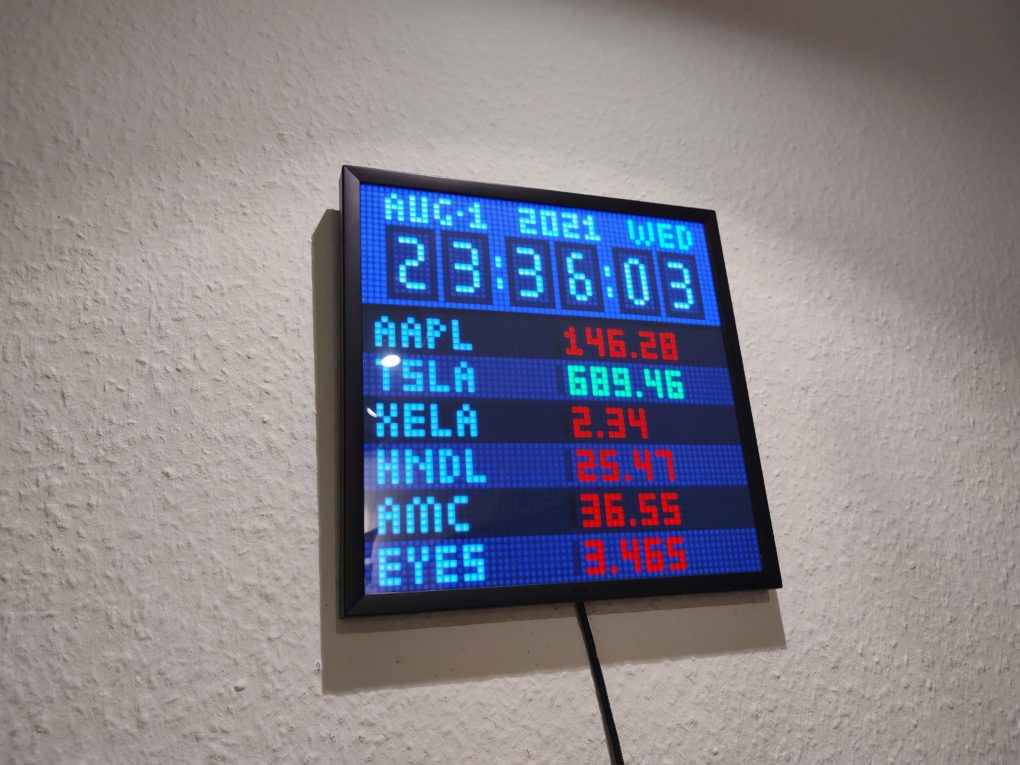 AUG-1 2021 WED
23:36:03
AAPL 146.28
TSLA 689.46
XELA 2.34
HNDL 25.47
AMC 36.55
EYES 3.465